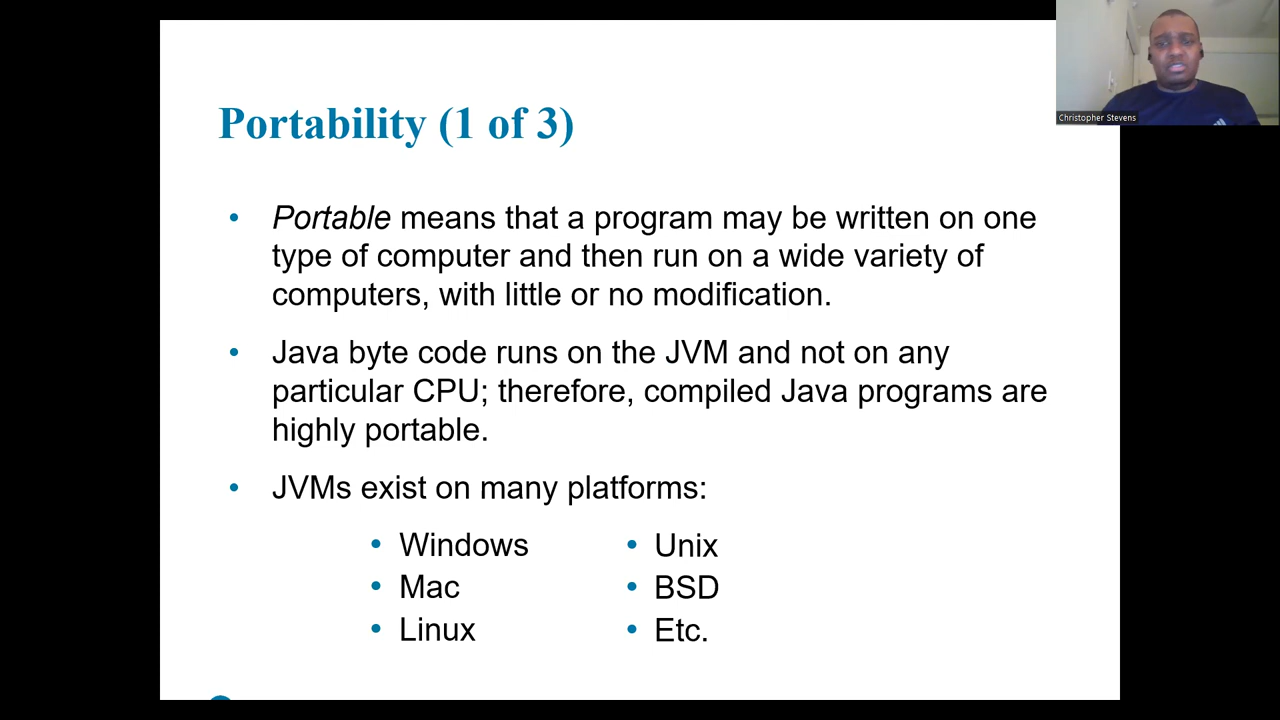 Christopher Stevens
Portability (1 of 3)
• Portable means that a program may be written on one
type of computer and then run on a wide variety of
computers, with little or no modification.
• Java byte code runs on the JVM and not on any
particular CPU; therefore, compiled Java programs are
highly portable.
• JVMs exist on many platforms:
• Windows
• Mac
• Linux
• Unix
• BSD
• Etc.